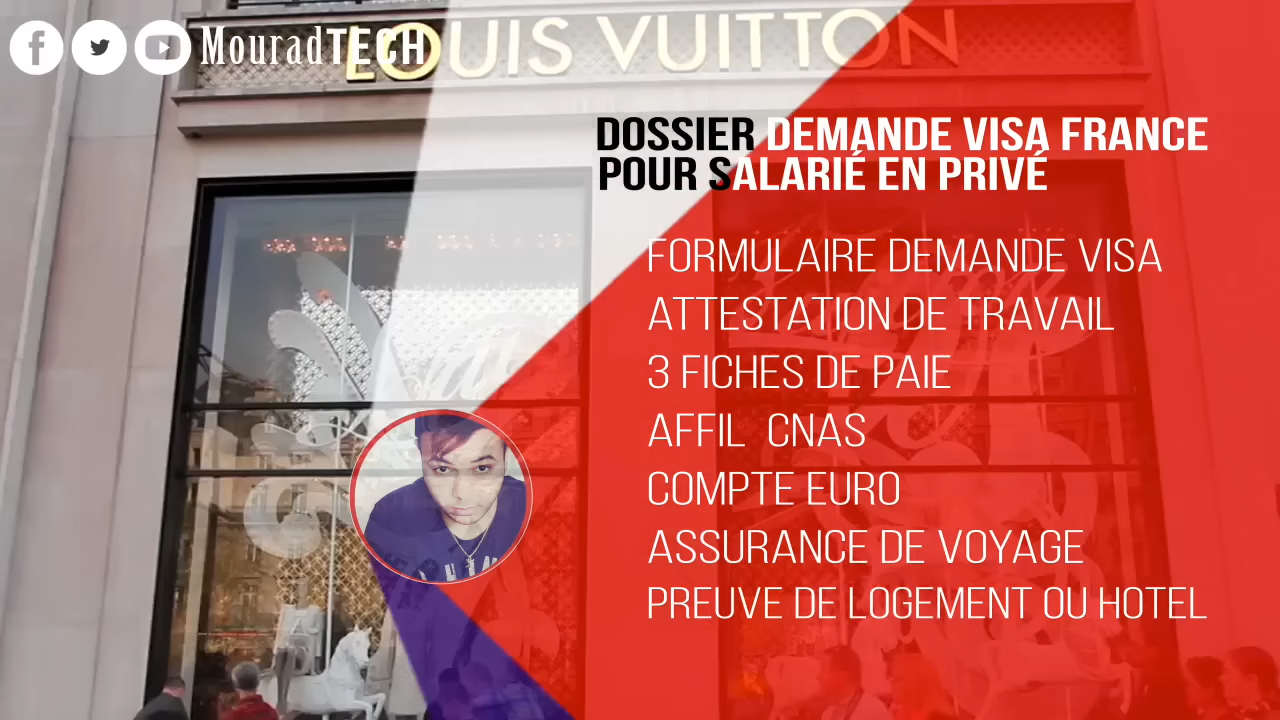 MouradTECH
LOUIS VUITTON
DOSSIER DEMANDE VISA FRANCE
POUR SALARIÉ EN PRIVÉ
FORMULAIRE DEMANDE VISA
ATTESTATION DE TRAVAIL
3 FICHES DE PAIE
AFFIL CNAS
COMPTE EURO
ASSURANCE DE VOYAGE
PREUVE DE LOGEMENT OU HOTEL